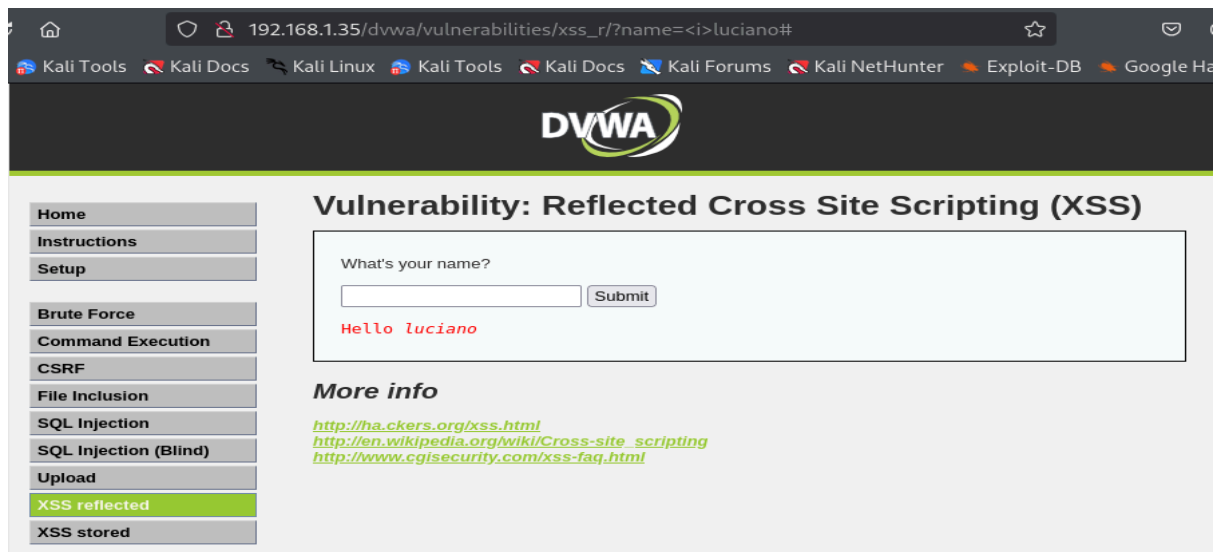 192.168.1.35/dvwa/vulnerabilities/xss_r/?name=<i>luciano#
Kali Tools Kali Docs Kali Linux Kali Tools Kali Docs Kali Forums Kali NetHunter Exploit-DB Google Ha
DVWA
Home
Instructions
Setup
Brute Force
Command Execution
CSRF
File Inclusion
SQL Injection
SQL Injection (Blind)
Upload
XSS reflected
XSS stored
Vulnerability: Reflected Cross Site Scripting (XSS)
What's your name?
Submit
Hello luciano
More info
http://ha.ckers.org/xss.html
http://en.wikipedia.org/wiki/Cross-site_scripting
http://www.cgisecurity.com/xss-faq.html